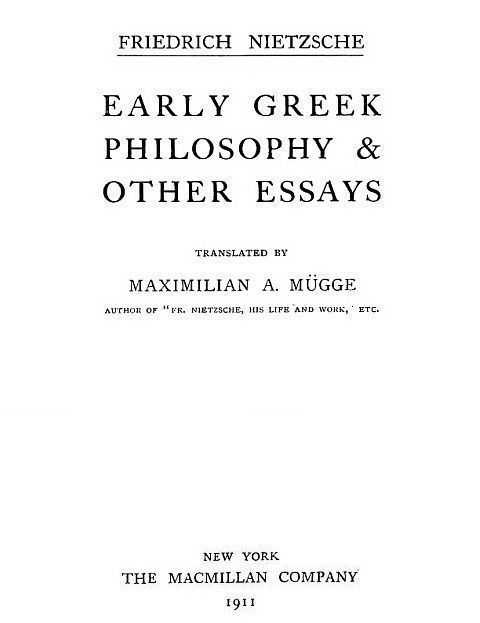 FRIEDRICH NIETZSCHE
EARLY GREEK
PHILOSOPHY &
OTHER ESSAYS
TRANSLATED BY
MAXIMILIAN A. MÜGGE
AUTHOR OF "FR. NIETZSCHE, HIS LIFE AND WORK,' ETC.
NEW YORK
THE MACMILLAN COMPANY
1911